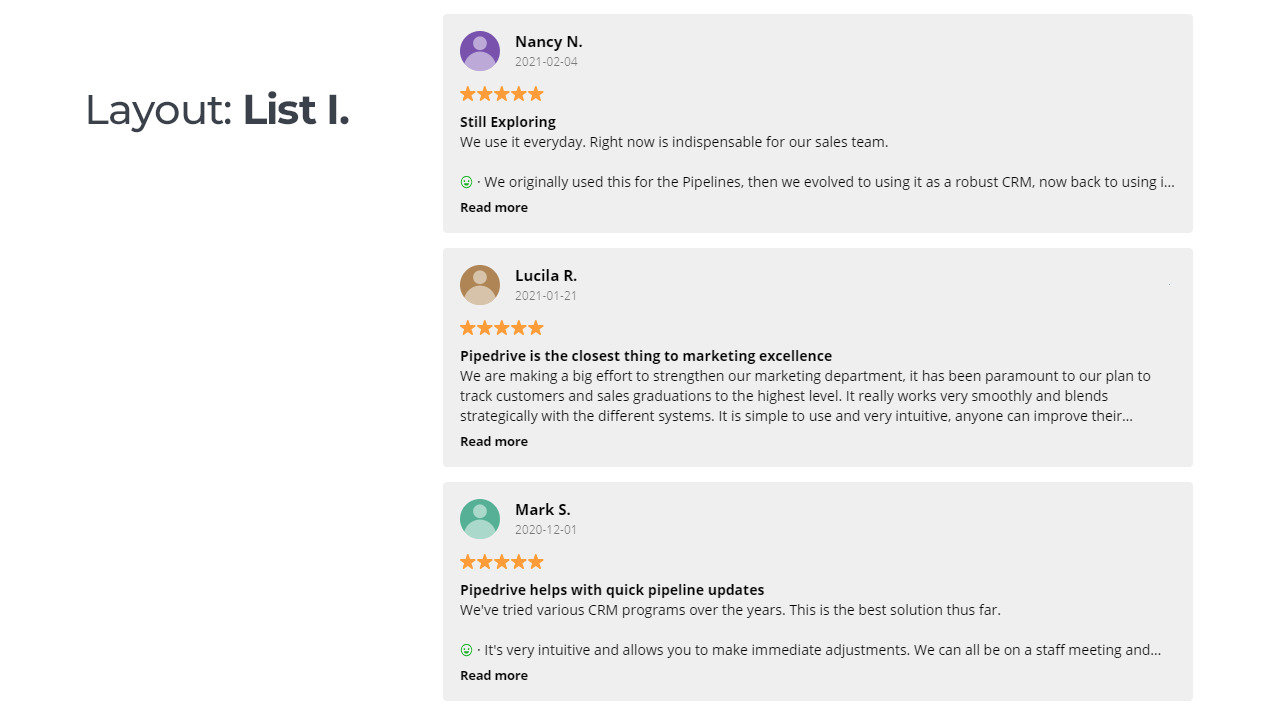 Layout: List I.
Nancy N.
2021-02-04
Still Exploring
We use it everyday. Right now is indispensable for our sales team.
· We originally used this for the Pipelines, then we evolved to using it as a robust CRM, now back to using i...
Read more
Lucila R.
2021-01-21
Pipedrive is the closest thing to marketing excellence
We are making a big effort to strengthen our marketing department, it has been paramount to our plan to
track customers and sales graduations to the highest level. It really works very smoothly and blends
strategically with the different systems. It is simple to use and very intuitive, anyone can improve their...
Read more
Mark S.
2020-12-01
Pipedrive helps with quick pipeline updates
We've tried various CRM programs over the years. This is the best solution thus far.
· It's very intuitive and allows you to make immediate adjustments. We can all be on a staff meeting and...
Read more